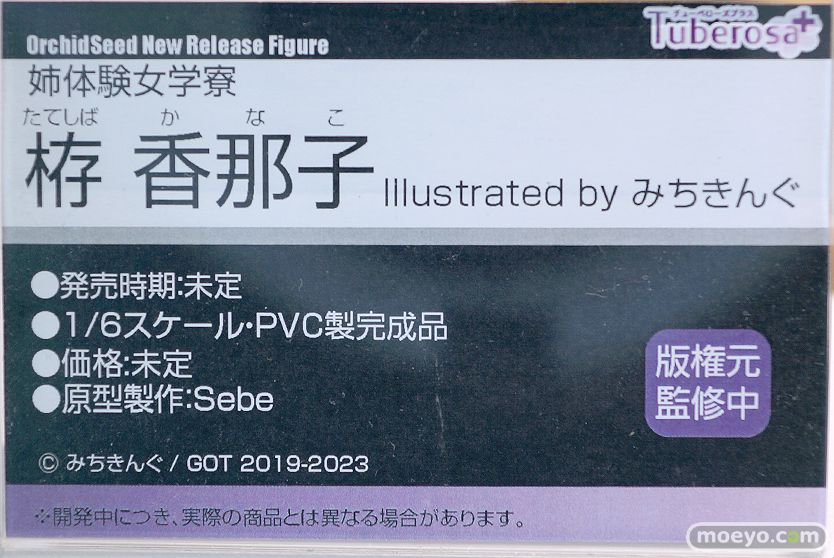 チューベローズプラス
Tuberosa+
OrchidSeed New Release Figure
姉体験女学寮
たてしば か な こ
栫 香那子 Illustrated by みちきんぐ
●発売時期:未定
●1/6スケール・PVC製完成品
●価格:未定
●原型製作:Sebe
版権元
監修中
© みちきんぐ / GOT 2019-2023
※開発中につき、実際の商品とは異なる場合があります。
moeyo.com